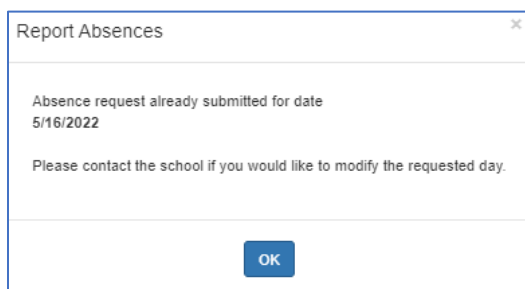 Report Absences
×
Absence request already submitted for date
5/16/2022
Please contact the school if you would like to modify the requested day.
OK